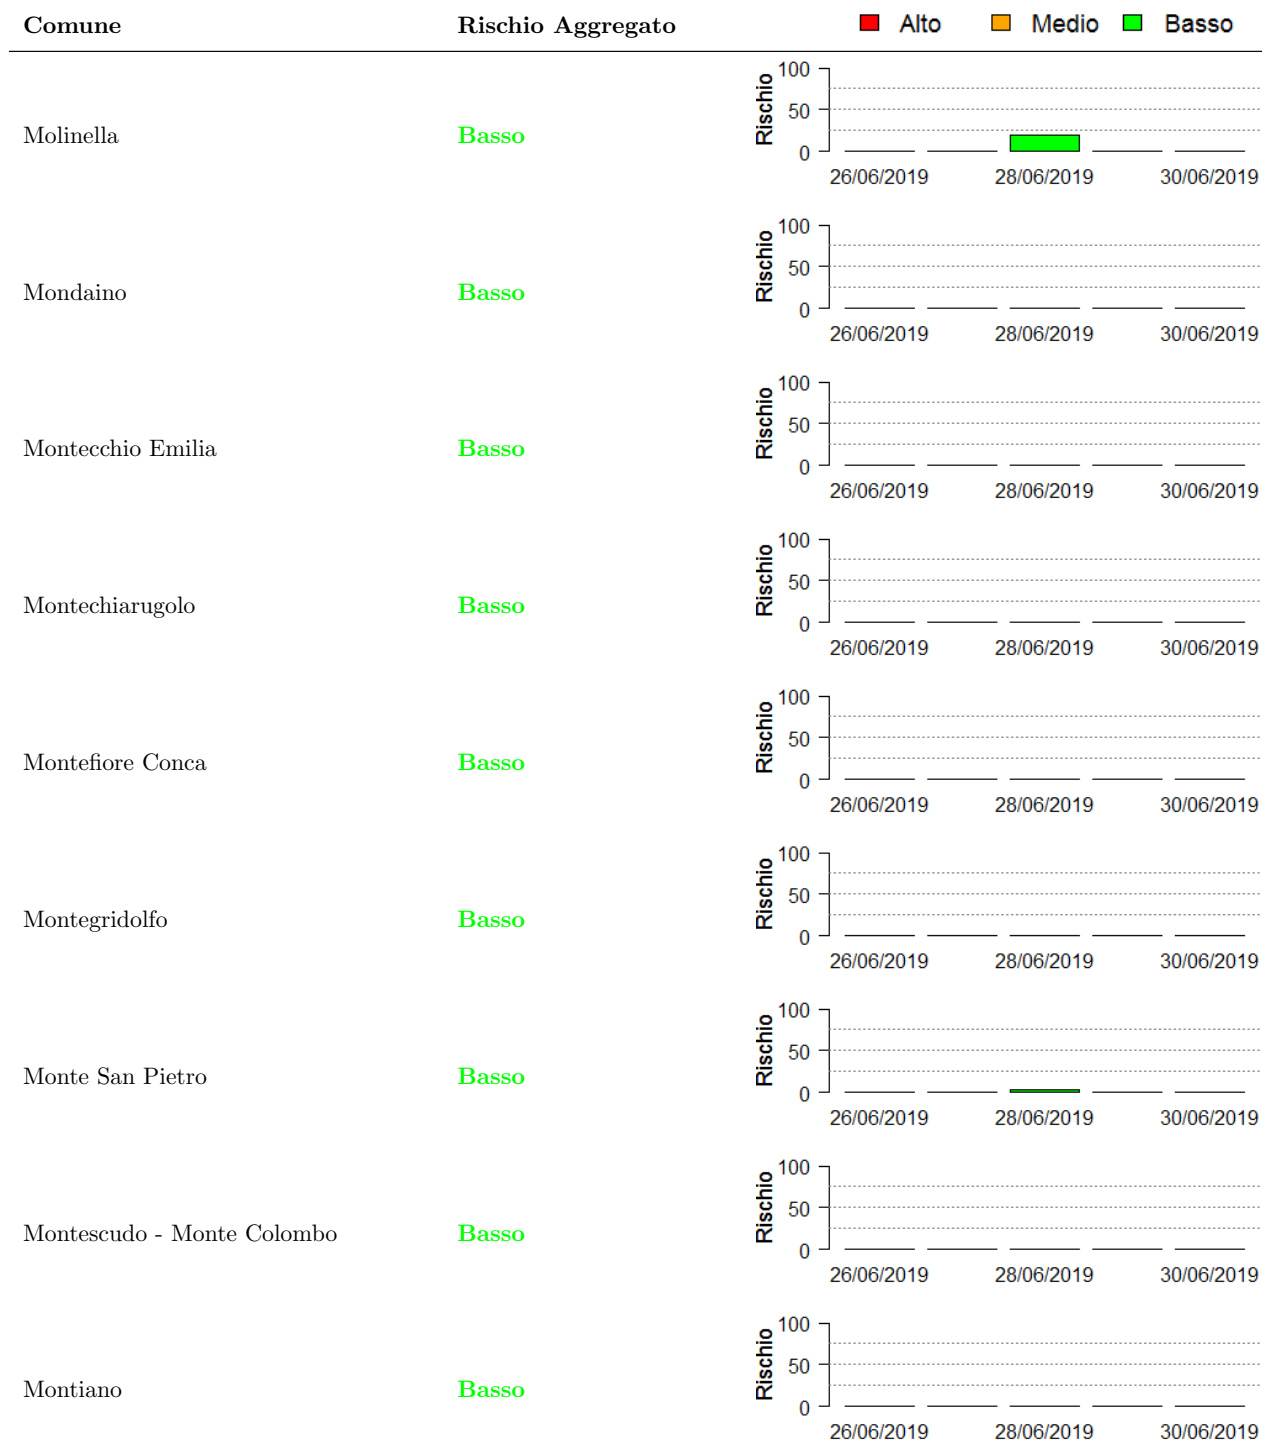 Comune Rischio Aggregato Alto Medio Basso
Molinella Basso Rischio 100 50 0
26/06/2019 28/06/2019 30/06/2019
Mondaino Basso Rischio 100 50 0
26/06/2019 28/06/2019 30/06/2019
Montecchio Emilia Basso Rischio 100 50 0
26/06/2019 28/06/2019 30/06/2019
Montechiarugolo Basso Rischio 100 50 0
26/06/2019 28/06/2019 30/06/2019
Montefiore Conca Basso Rischio 100 50 0
26/06/2019 28/06/2019 30/06/2019
Montegridolfo Basso Rischio 100 50 0
26/06/2019 28/06/2019 30/06/2019
Monte San Pietro Basso Rischio 100 50 0
26/06/2019 28/06/2019 30/06/2019
Montescudo - Monte Colombo Basso Rischio 100 50 0
26/06/2019 28/06/2019 30/06/2019
Montiano Basso Rischio 100 50 0
26/06/2019 28/06/2019 30/06/2019